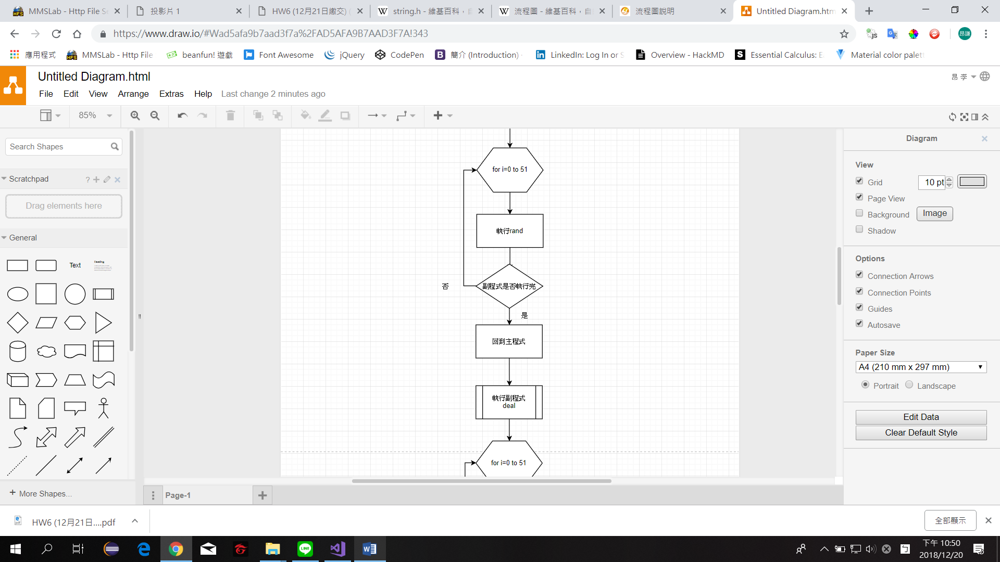 MMSLab - Http File Se
投影片 1
HW6 (12月21日繳交) (
string.h - 維基百科，自
流程圖 - 維基百科，自由
流程圖說明
Untitled Diagram.htm
https://www.draw.io/#Wad5afa9b7aad3f7a%2FAD5AFA9B7AAD3F7A!343
昂謙
應用程式
MMSLab - Http File
beanfun! 遊戲
Font Awesome
jQuery
CodePen
簡介 (Introduction) ·
LinkedIn: Log In or S
Overview - HackMD
Essential Calculus: E
Material color palett
Untitled Diagram.html
昂 李
File Edit View Arrange Extras Help Last change 2 minutes ago
85%
Search Shapes
Scratchpad
?
Drag elements here
General
Text
Heading
More Shapes...
for i=0 to 51
執行rand
副程式是否執行完
否
是
回到主程式
執行副程式
deal
for i=0 to 51
Page-1
Diagram
View
Grid
10 pt
Page View
Background
Image
Shadow
Options
Connection Arrows
Connection Points
Guides
Autosave
Paper Size
A4 (210 mm x 297 mm)
Portrait
Landscape
Edit Data
Clear Default Style
HW6 (12月21日....pdf
全部顯示
下午 10:50
2018/12/20